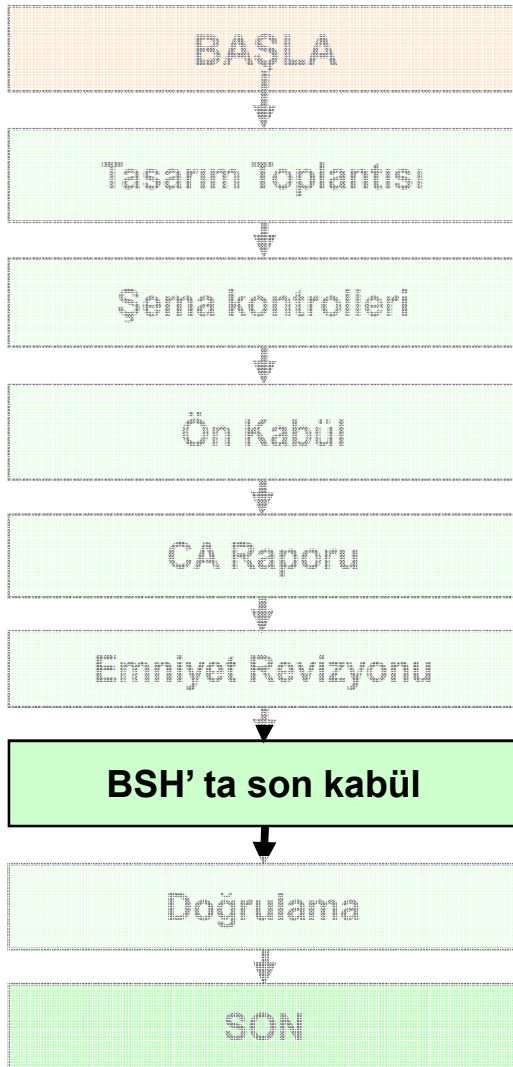 BAŞLA
Tasarım Toplantısı
Şema kontrolleri
Ön Kabül
CA Raporu
Emniyet Revizyonu
BSH’ ta son kabül
Doğrulama
SON